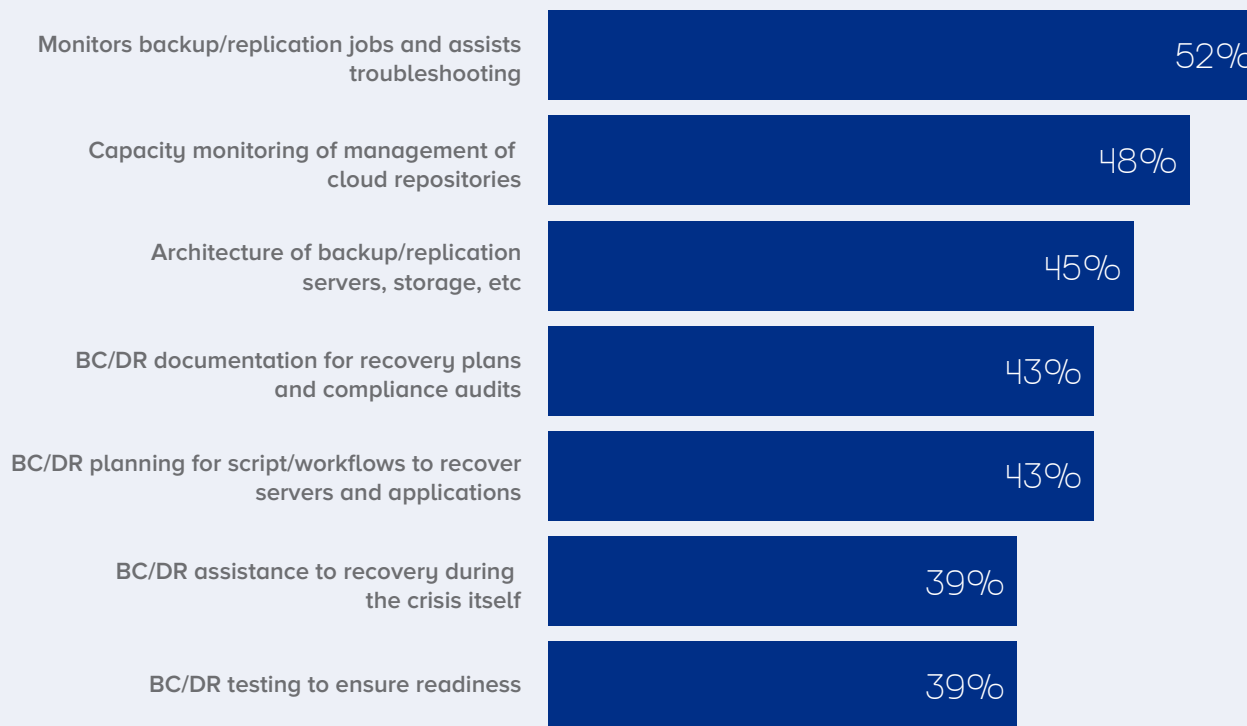 Monitors backup/replication jobs and assists
troubleshooting
52%
Capacity monitoring of management of
cloud repositories
48%
Architecture of backup/replication
servers, storage, etc
45%
BC/DR documentation for recovery plans
and compliance audits
43%
BC/DR planning for script/workflows to recover
servers and applications
43%
BC/DR assistance to recovery during
the crisis itself
39%
BC/DR testing to ensure readiness
39%